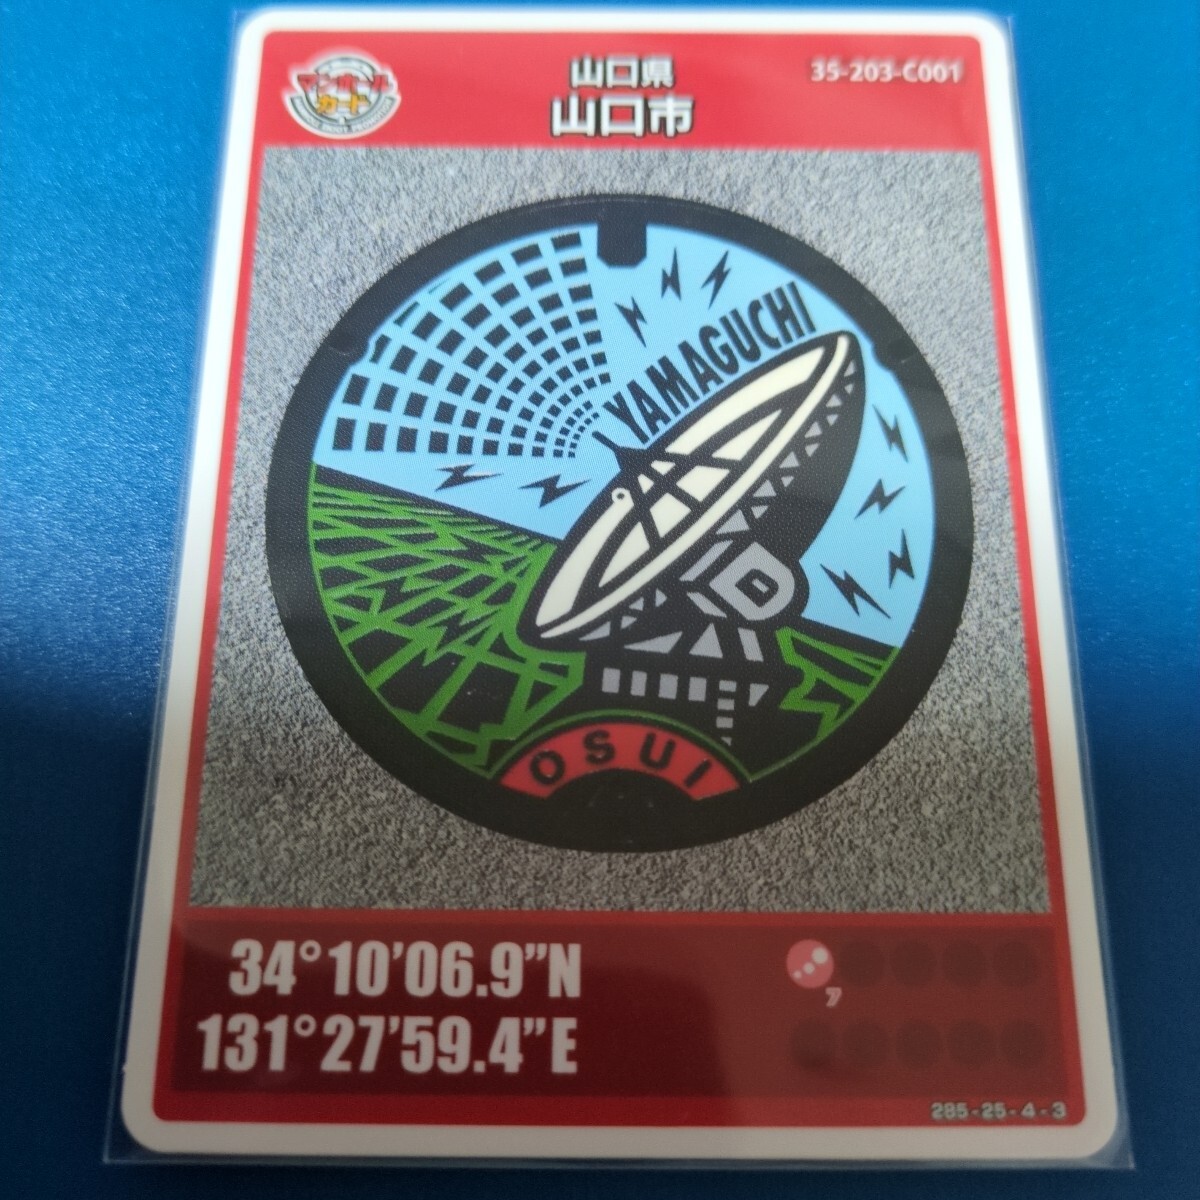 マンホール
カード
山口県
山口市
35-203-C001
YAMAGUCHI
OSUI
34°10'06.9"N
131°27'59.4"E
7
285-25-4-3